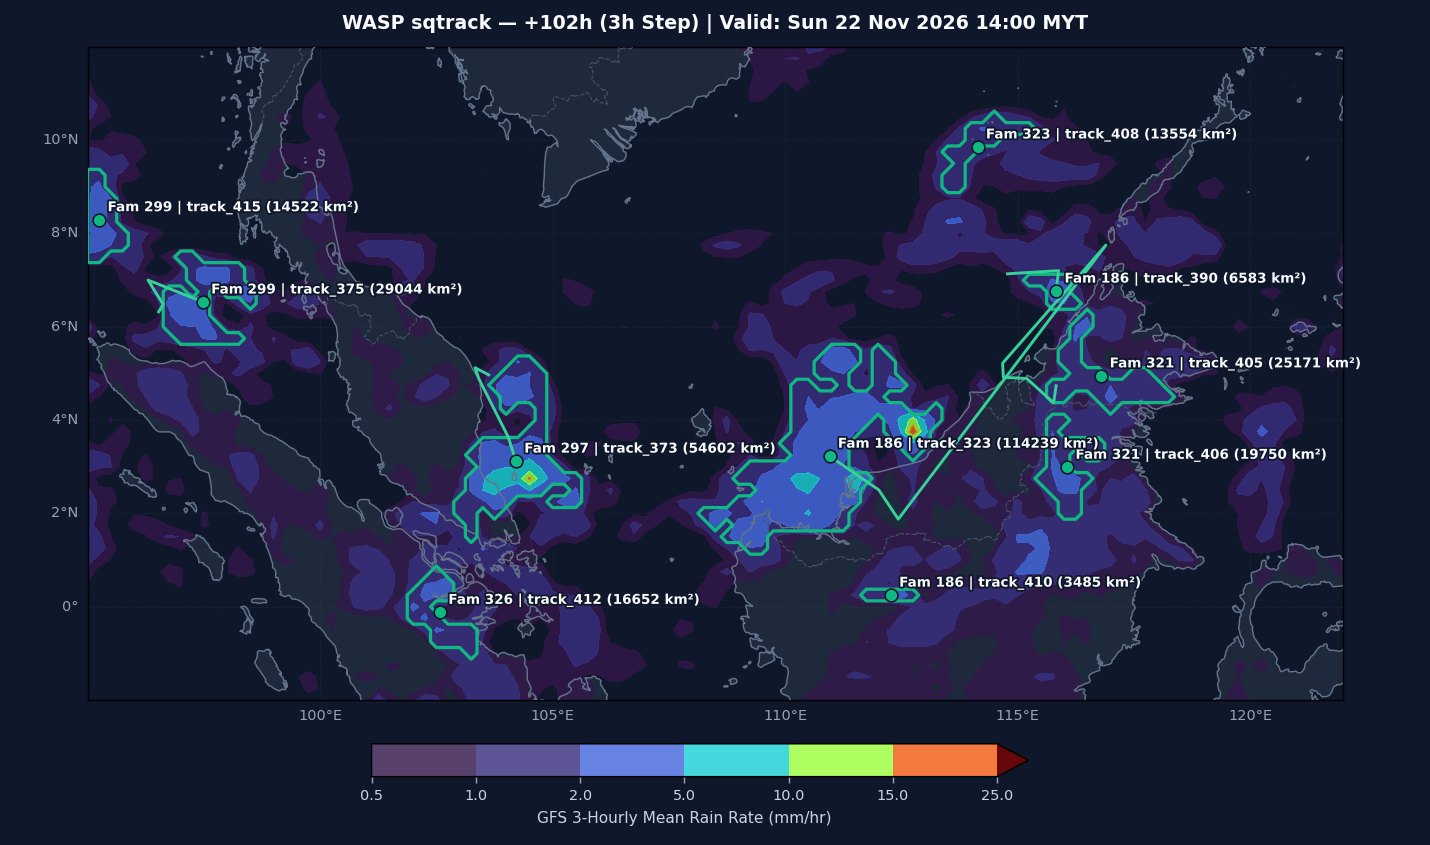 WASP sqtrack — +102h (3h Step) | Valid: Sun 22 Nov 2026 14:00 MYT
10°N
8°N
6°N
4°N
2°N
0°
Fam 323 | track_408 (13554 km²)
Fam 299 | track_415 (14522 km²)
Fam 186 | track_390 (6583 km²)
Fam 299 | track_375 (29044 km²)
Fam 321 | track_405 (25171 km²)
Fam 186 | track_323 (114239 km²)
Fam 297 | track_373 (54602 km²)
Fam 321 | track_406 (19750 km²)
Fam 186 | track_410 (3485 km²)
Fam 326 | track_412 (16652 km²)
100°E 105°E 110°E 115°E 120°E
0.5 1.0 2.0 5.0 10.0 15.0 25.0
GFS 3-Hourly Mean Rain Rate (mm/hr)